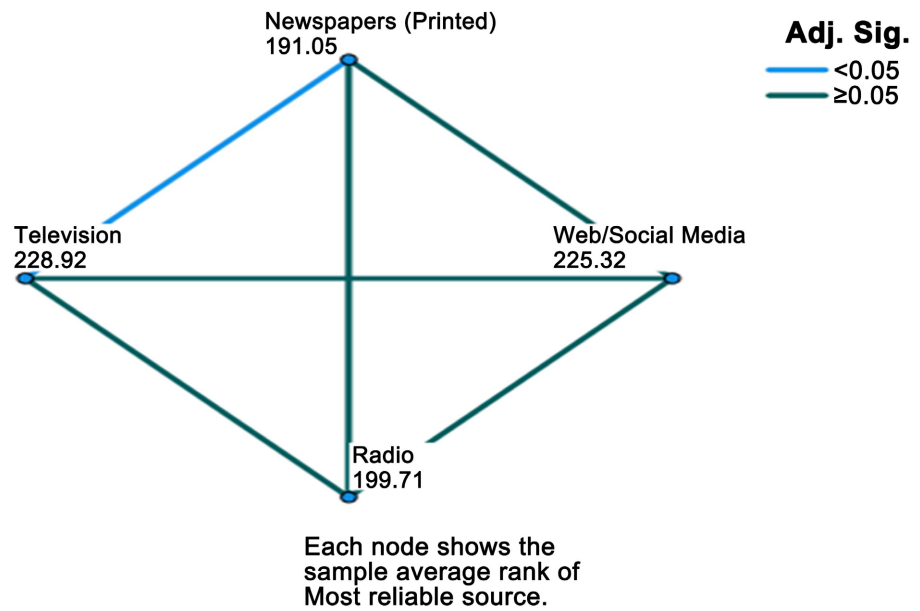 Newspapers (Printed)
191.05
Adj. Sig.
<0.05
≥0.05
Television
228.92
Web/Social Media
225.32
Radio
199.71
Each node shows the
sample average rank of
Most reliable source.